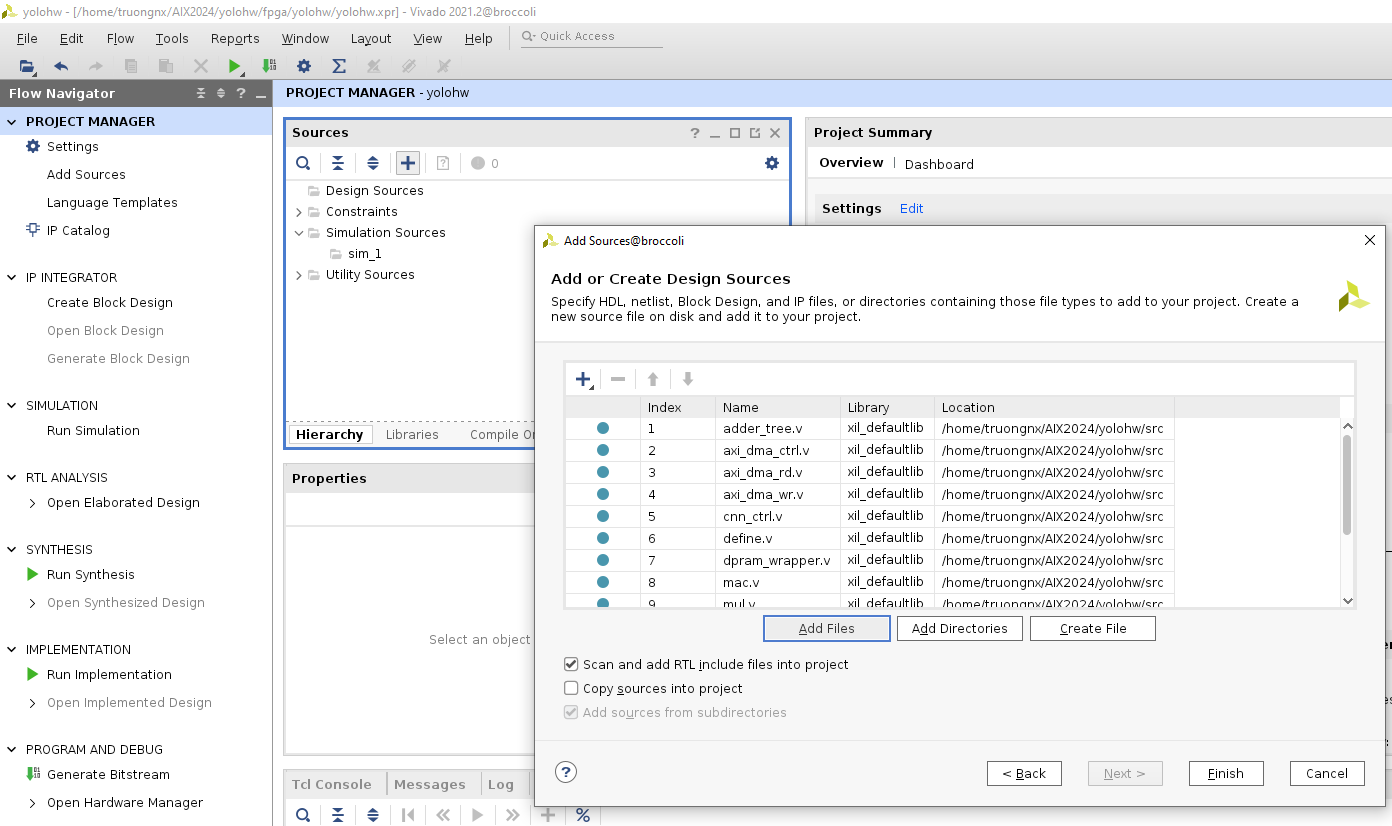 yolohw - [/home/truongnx/AIX2024/yolohw/fpga/yolohw/yolohw.xpr] - Vivado 2021.2@broccoli
File Edit Flow Tools Reports Window Layout View Help Quick Access
Flow Navigator
PROJECT MANAGER
Settings
Add Sources
Language Templates
IP Catalog
IP INTEGRATOR
Create Block Design
Open Block Design
Generate Block Design
SIMULATION
Run Simulation
RTL ANALYSIS
Open Elaborated Design
SYNTHESIS
Run Synthesis
Open Synthesized Design
IMPLEMENTATION
Run Implementation
Open Implemented Design
PROGRAM AND DEBUG
Generate Bitstream
Open Hardware Manager
PROJECT MANAGER - yolohw
Sources
0
Design Sources
Constraints
Simulation Sources
sim_1
Utility Sources
Hierarchy Libraries Compile
Properties
Select an object
Tcl Console Messages Log
Project Summary
Overview | Dashboard
Settings Edit
Add Sources@broccoli
Add or Create Design Sources
Specify HDL, netlist, Block Design, and IP files, or directories containing those file types to add to your project. Create a
new source file on disk and add it to your project.
Index Name Library Location
1 adder_tree.v xil_defaultlib /home/truongnx/AIX2024/yolohw/src
2 axi_dma_ctrl.v xil_defaultlib /home/truongnx/AIX2024/yolohw/src
3 axi_dma_rd.v xil_defaultlib /home/truongnx/AIX2024/yolohw/src
4 axi_dma_wr.v xil_defaultlib /home/truongnx/AIX2024/yolohw/src
5 cnn_ctrl.v xil_defaultlib /home/truongnx/AIX2024/yolohw/src
6 define.v xil_defaultlib /home/truongnx/AIX2024/yolohw/src
7 dpram_wrapper.v xil_defaultlib /home/truongnx/AIX2024/yolohw/src
8 mac.v xil_defaultlib /home/truongnx/AIX2024/yolohw/src
9 mul.v xil_defaultlib /home/truongnx/AIX2024/yolohw/src
Add Files Add Directories Create File
Scan and add RTL include files into project
Copy sources into project
Add sources from subdirectories
? < Back Next > Finish Cancel